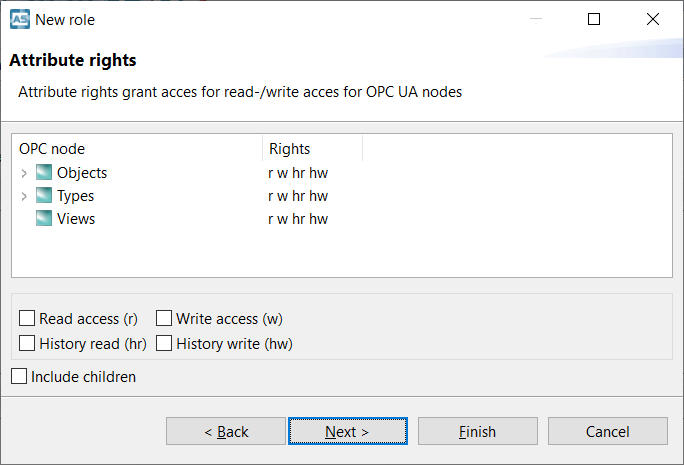 New role
Attribute rights
Attribute rights grant acces for read-/write acces for OPC UA nodes
OPC node Rights
Objects r w hr hw
Types r w hr hw
Views r w hr hw
Read access (r) Write access (w)
History read (hr) History write (hw)
Include children
< Back Next > Finish Cancel